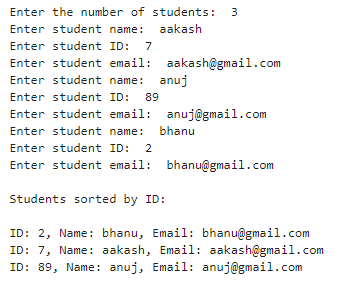 Enter the number of students:  3
Enter student name:  aakash
Enter student ID:  7
Enter student email:  aakash@gmail.com
Enter student name:  anuj
Enter student ID:  89
Enter student email:  anuj@gmail.com
Enter student name:  bhanu
Enter student ID:  2
Enter student email:  bhanu@gmail.com
Students sorted by ID:
ID: 2, Name: bhanu, Email: bhanu@gmail.com
ID: 7, Name: aakash, Email: aakash@gmail.com
ID: 89, Name: anuj, Email: anuj@gmail.com